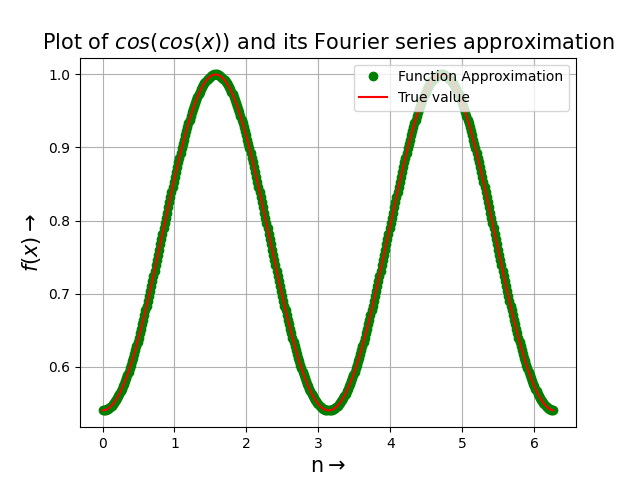 Plot of cos(cos(x)) and its Fourier series approximation
Function Approximation
True value
1.0
0.9
0.8
0.7
0.6
f(x)→
0 1 2 3 4 5 6
n→